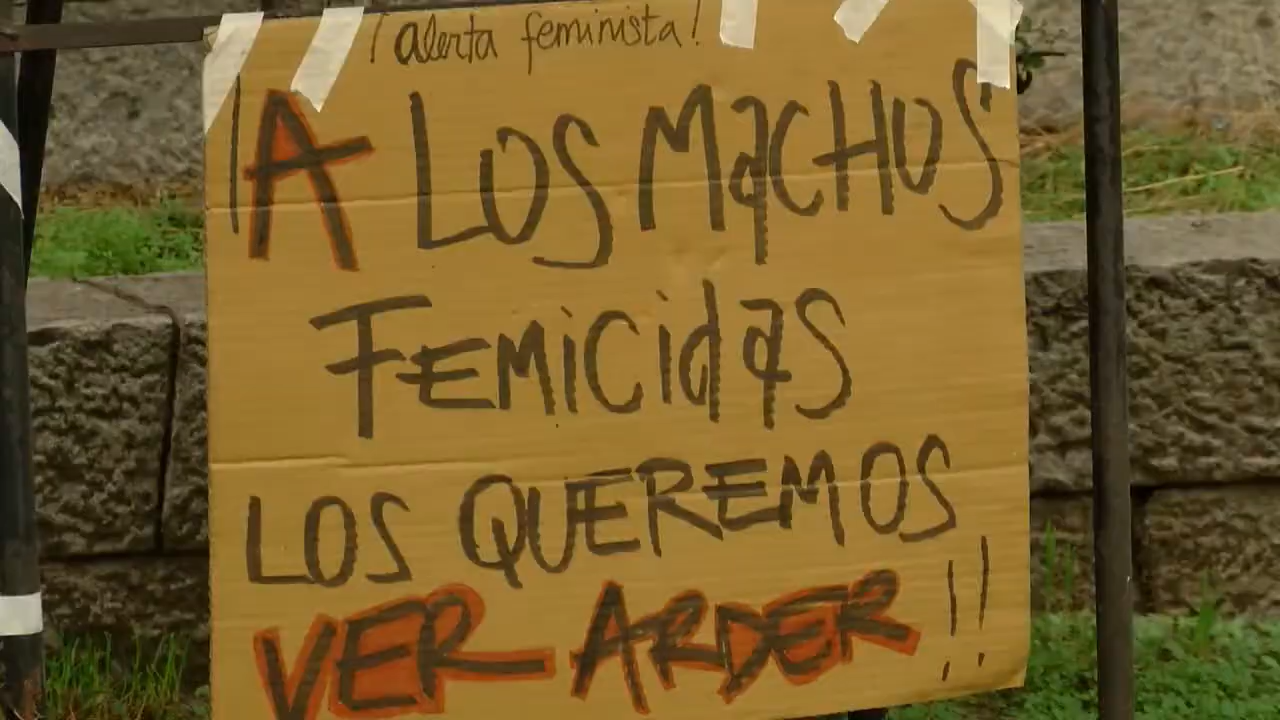 ¡alerta feminista!
¡A LOS MaCHOS
FEMiCidaS
LOS QUEREMOS
VER ARDER!!